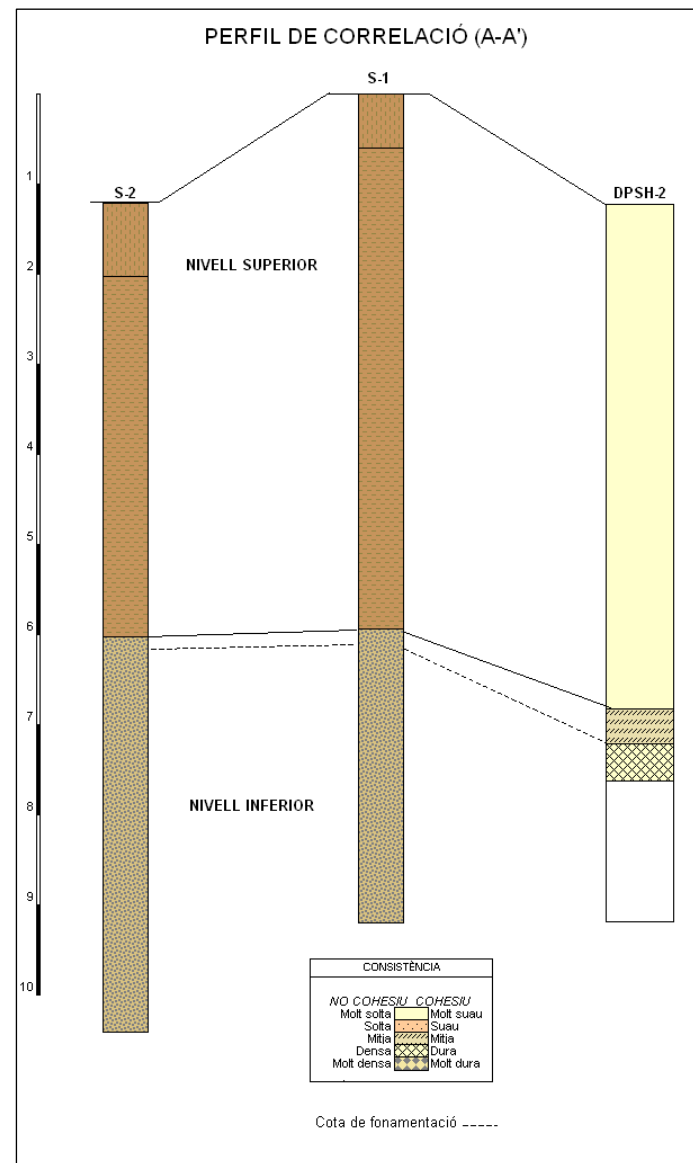 PERFIL DE CORRELACIÓ (A-A')
S-1
S-2
DPSH-2
1
2
NIVELL SUPERIOR
3
4
5
6
7
8
NIVELL INFERIOR
9
10
CONSISTÈNCIA
NO COHESIU COHESIU
Molt solta Molt suau
Solta Suau
Mitja Mitja
Densa Dura
Molt densa Molt dura
Cota de fonamentació